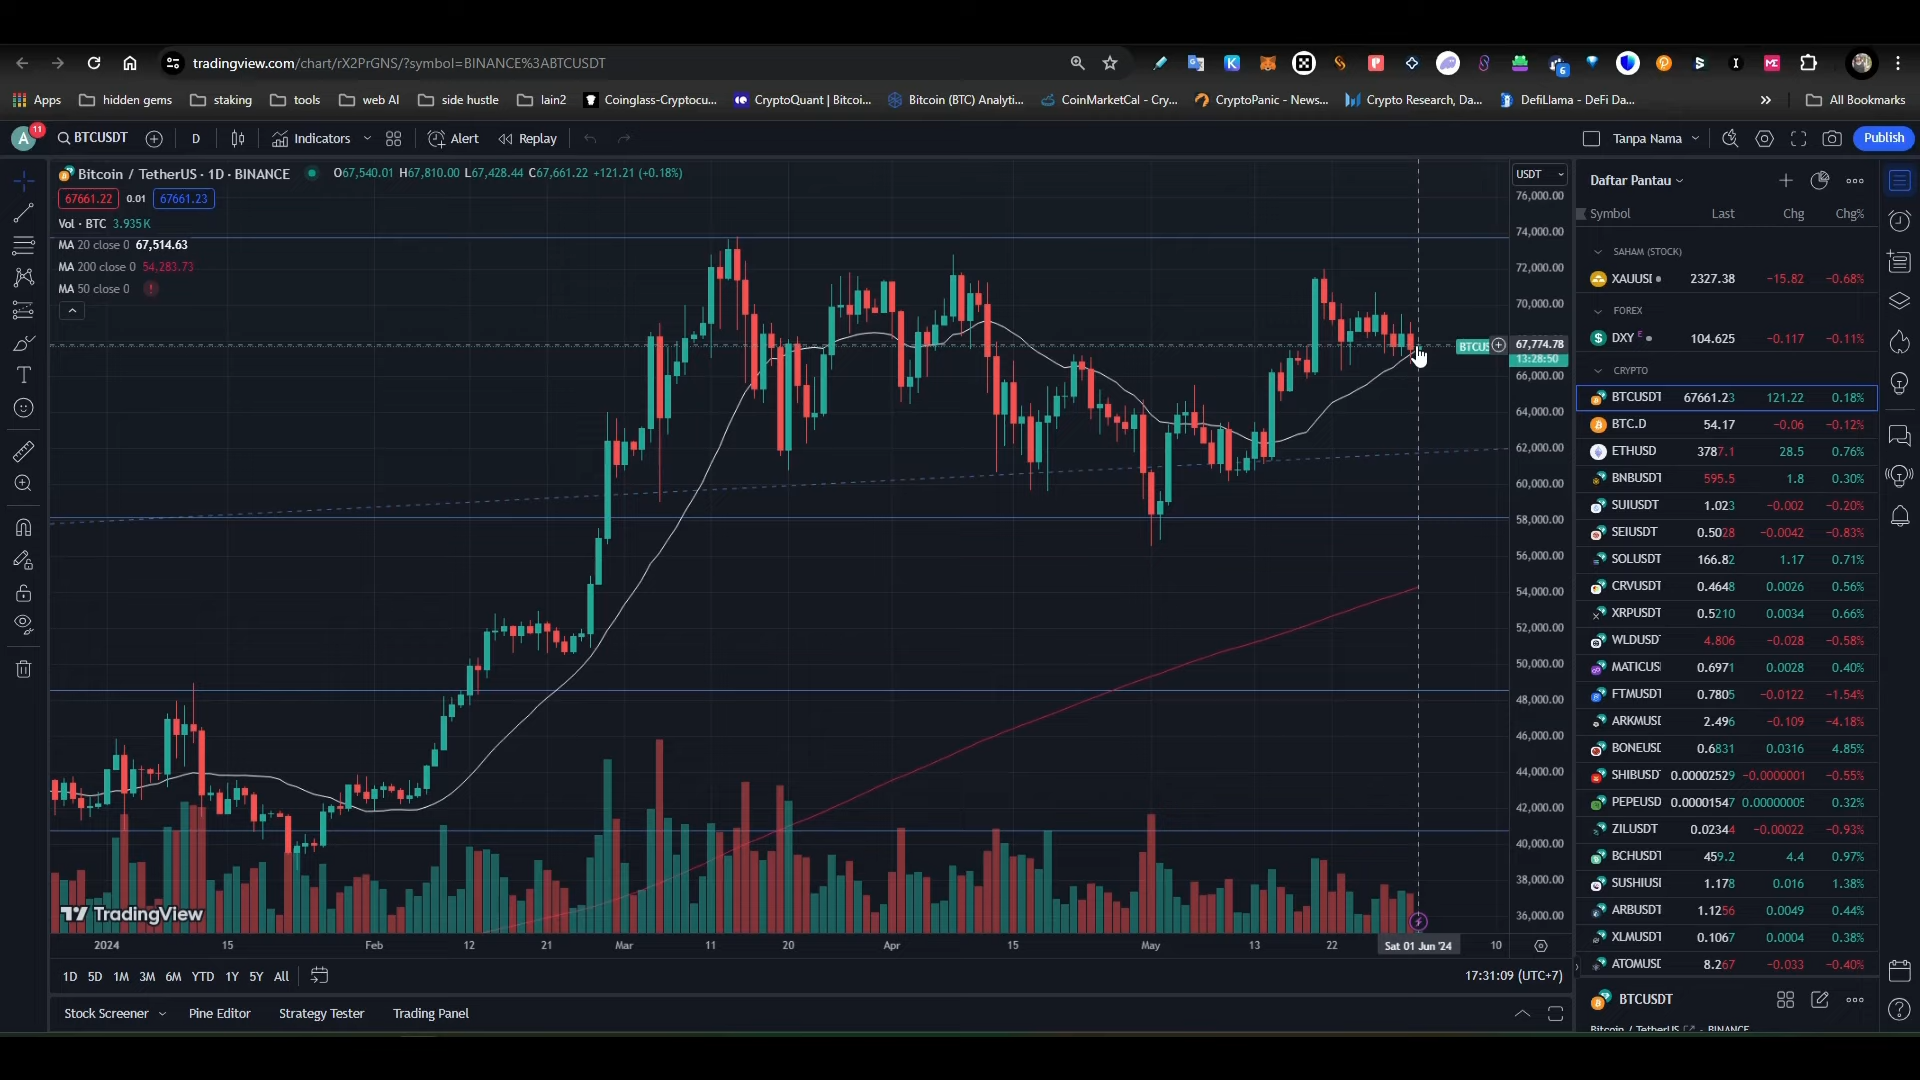 tradingview.com/chart/rX2PrGNS/?symbol=BINANCE%3ABTCUSDT
6
Apps hidden gems staking tools web AI side hustle lain2 Coinglass-Cryptocu... CryptoQuant | Bitcoi... Bitcoin (BTC) Analyti... CoinMarketCal - Cry... CryptoPanic - News... Crypto Research, Da... DefiLlama - DeFi Da... » All Bookmarks
A 11 BTCUSDT D Indicators Alert Replay Tanpa Nama Publish
Bitcoin / TetherUS · 1D · BINANCE O67,540.01 H67,810.00 L67,428.44 C67,661.22 +121.21 (+0.18%)
67661.22 0.01 67661.23
Vol · BTC 3.935K
MA 20 close 0 67,514.63
MA 200 close 0 54,283.73
MA 50 close 0
USDT
76,000.00
74,000.00
72,000.00
70,000.00
BTCUS 67,774.78
13:28:50
66,000.00
64,000.00
62,000.00
60,000.00
58,000.00
56,000.00
54,000.00
52,000.00
50,000.00
48,000.00
46,000.00
44,000.00
42,000.00
40,000.00
38,000.00
36,000.00
TradingView
2024 15 Feb 12 21 Mar 11 20 Apr 15 May 13 22 Sat 01 Jun '24 10
1D 5D 1M 3M 6M YTD 1Y 5Y All 17:31:09 (UTC+7)
Stock Screener Pine Editor Strategy Tester Trading Panel
Daftar Pantau
Symbol Last Chg Chg%
SAHAM (STOCK)
XAUUSI 2327.38 −15.82 −0.68%
FOREX
DXY E 104.625 −0.117 −0.11%
CRYPTO
BTCUSDT 67661.23 121.22 0.18%
BTC.D 54.17 −0.06 −0.12%
ETHUSD 3787.1 28.5 0.76%
BNBUSDT 595.5 1.8 0.30%
SUIUSDT 1.023 −0.002 −0.20%
SEIUSDT 0.5028 −0.0042 −0.83%
SOLUSDT 166.82 1.17 0.71%
CRVUSDT 0.4648 0.0026 0.56%
XRPUSDT 0.5210 0.0034 0.66%
WLDUSD 4.806 −0.028 −0.58%
MATICUS 0.6971 0.0028 0.40%
FTMUSDT 0.7805 −0.0122 −1.54%
ARKMUSI 2.496 −0.109 −4.18%
BONEUSI 0.6831 0.0316 4.85%
SHIBUSD 0.00002529 −0.0000001 −0.55%
PEPEUSD 0.00001547 0.00000005 0.32%
ZILUSDT 0.02344 −0.00022 −0.93%
BCHUSDT 459.2 4.4 0.97%
SUSHIUSI 1.178 0.016 1.38%
ARBUSDT 1.1256 0.0049 0.44%
XLMUSDT 0.1067 0.0004 0.38%
ATOMUSI 8.267 −0.033 −0.40%
BTCUSDT
Bitcoin / TetherUS BINANCE